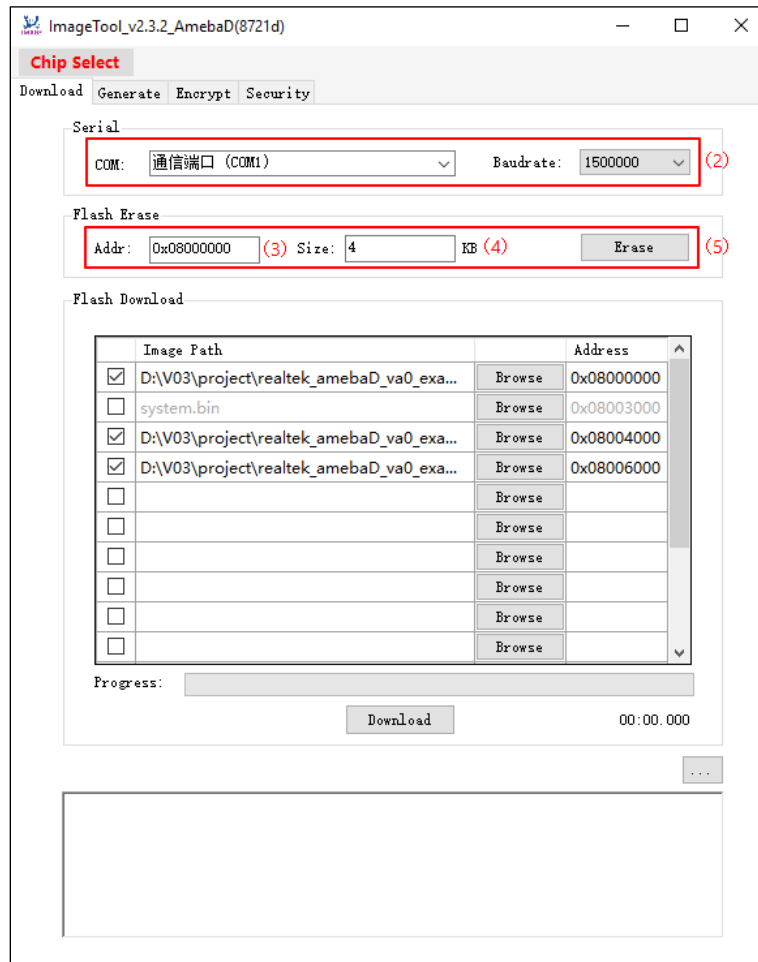 ImageTool_v2.3.2_AmebaD(8721d)
Chip Select
Download Generate Encrypt Security
Serial
COM: 通信端口 (COM1) Baudrate: 1500000 (2)
Flash Erase
Addr: 0x08000000 (3) Size: 4 KB (4) Erase (5)
Flash Download
Image Path Address
D:\V03\project\realtek_amebaD_va0_exa... Browse 0x08000000
system.bin Browse 0x08003000
D:\V03\project\realtek_amebaD_va0_exa... Browse 0x08004000
D:\V03\project\realtek_amebaD_va0_exa... Browse 0x08006000
Browse
Browse
Browse
Browse
Browse
Browse
Progress:
Download 00:00.000
...